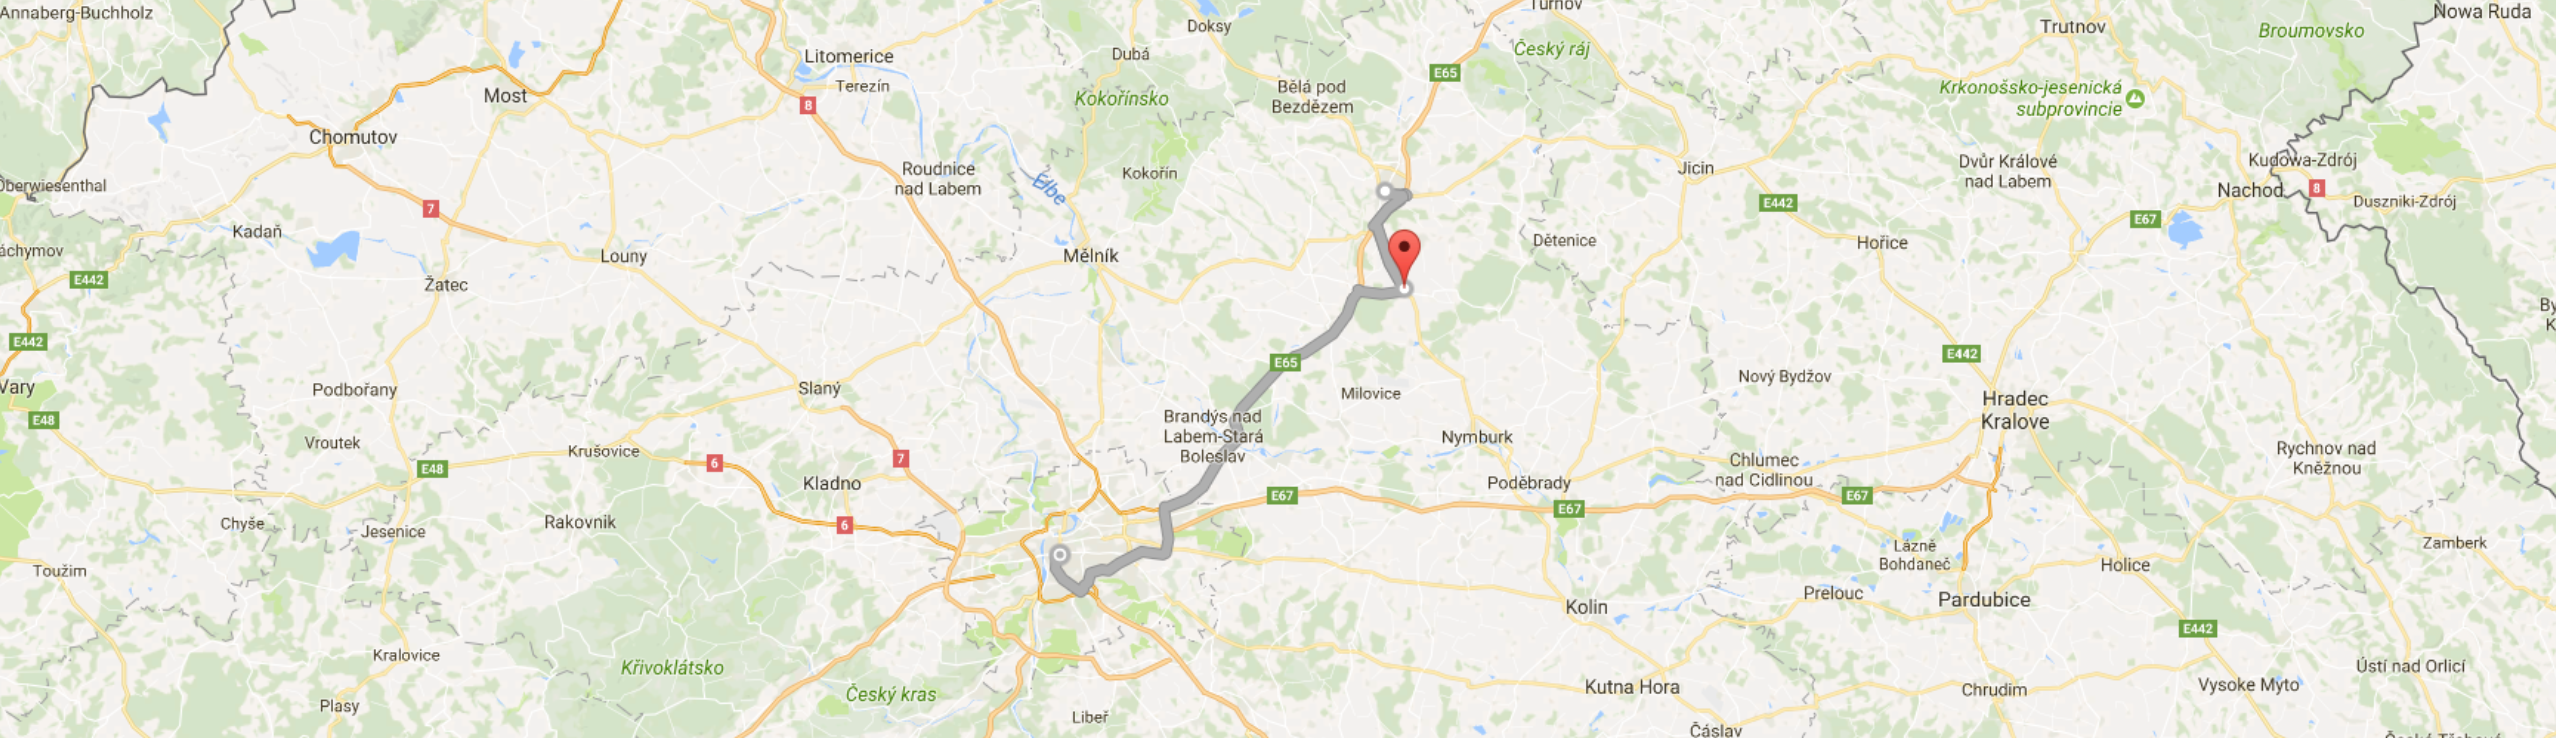 Annaberg-Buchholz
Doksy
Turnov
Trutnov
Nowa Ruda
Broumovsko
Litomerice
Dubá
Český ráj
E65
Terezín
Bělá pod
Bezdězem
Krkonošsko-jesenická
subprovincie
Most
Kokořínsko
8
Chomutov
Roudnice
nad Labem
Kokořín
Jicin
Dvůr Králové
nad Labem
Kudowa-Zdrój
Oberwiesenthal
Elbe
Nachod
8
Duszniki-Zdrój
7
E442
E67
Kadaň
Dětenice
Hořice
áchymov
Louny
Mělník
E442
Žatec
By
K
E442
E442
E65
Vary
Podbořany
Slaný
Milovice
Nový Bydžov
Hradec
Kralove
E48
Brandýs nad
Labem-Stará
Boleslav
Vroutek
Krušovice
Nymburk
Rychnov nad
Kněžnou
E48
6
7
Chlumec
nad Cidlinou
Kladno
Poděbrady
E67
E67
E67
Chyše
Jesenice
Rakovnik
6
Lázně
Bohdaneč
Zamberk
Toužim
Holice
Prelouc
Pardubice
Kolin
E442
Kralovice
Křivoklátsko
Ústí nad Orlicí
Český kras
Kutna Hora
Chrudim
Vysoke Myto
Plasy
Libeř
Čáslav
Česká Třebová